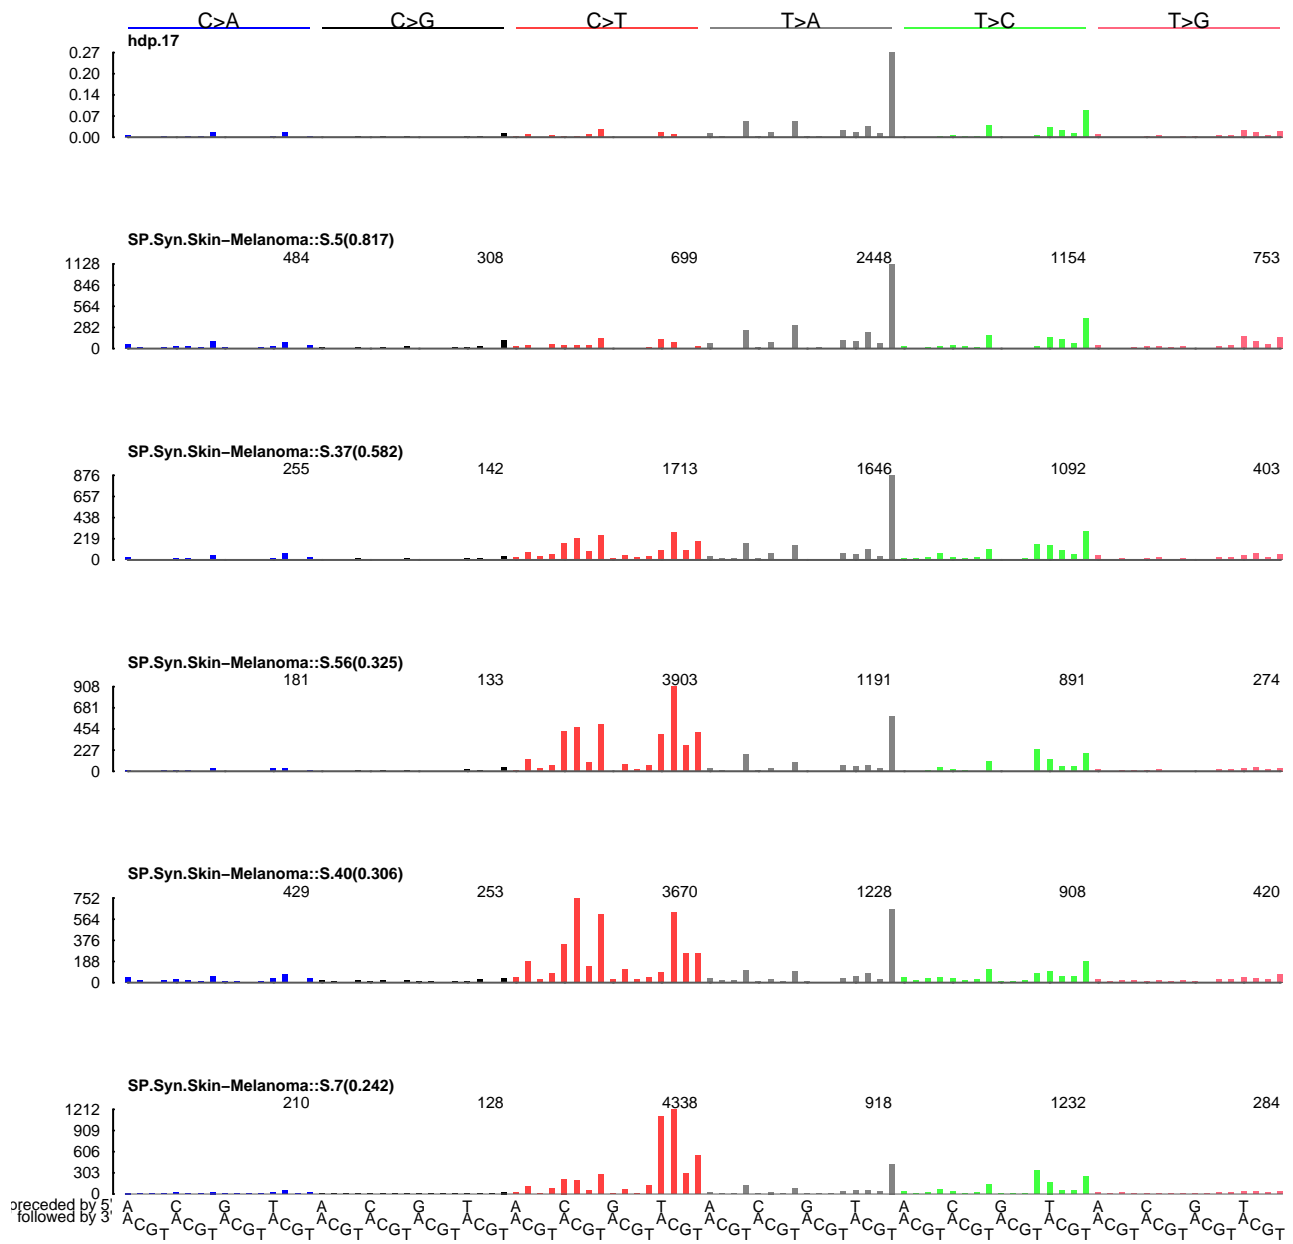 C>A C>G C>T T>A T>C T>G
hdp.17
0.27
0.20
0.14
0.07
0.00
SP.Syn.Skin−Melanoma::S.5(0.817)
484 308 699 2448 1154 753
1128
846
564
282
0
SP.Syn.Skin−Melanoma::S.37(0.582)
255 142 1713 1646 1092 403
876
657
438
219
0
SP.Syn.Skin−Melanoma::S.56(0.325)
181 133 3903 1191 891 274
908
681
454
227
0
SP.Syn.Skin−Melanoma::S.40(0.306)
429 253 3670 1228 908 420
752
564
376
188
0
SP.Syn.Skin−Melanoma::S.7(0.242)
210 128 4338 918 1232 284
1212
909
606
303
0
preceded by 5' A C G T A C G T A C G T A C G T A C G T A C G T
followed by 3' A C G T A C G T A C G T A C G T A C G T A C G T A C G T A C G T A C G T A C G T A C G T A C G T A C G T A C G T A C G T A C G T A C G T A C G T A C G T A C G T A C G T A C G T A C G T A C G T